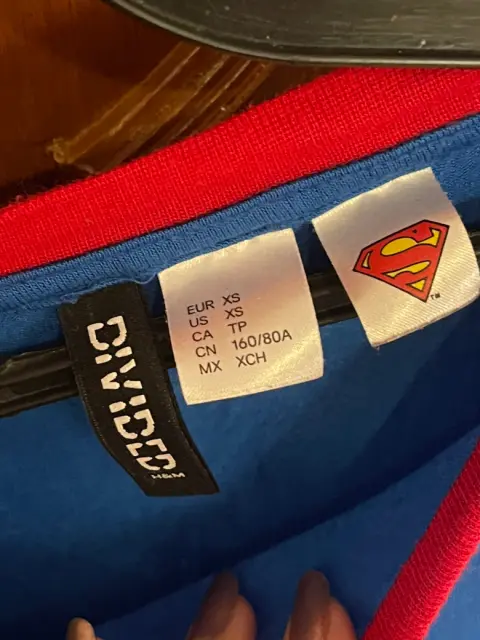 DIVIDED
H&M
EUR XS
US XS
CA TP
CN 160/80A
MX XCH
S
TM